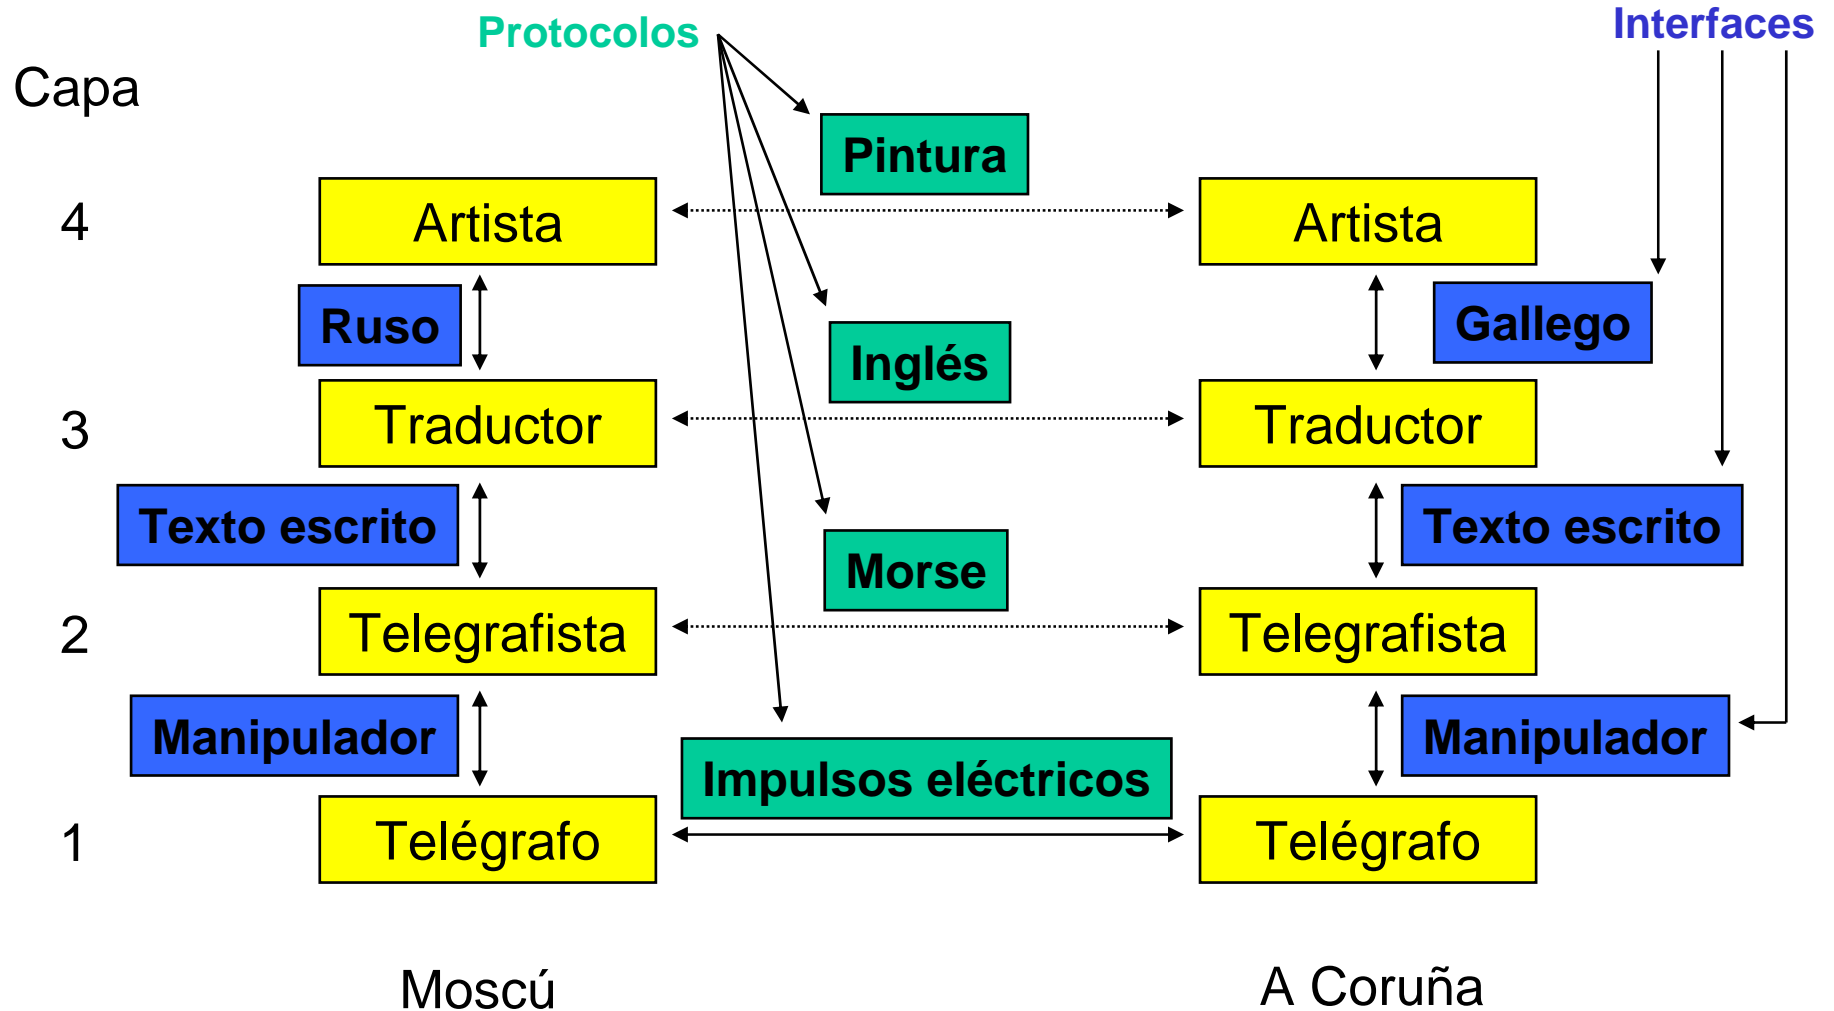 Protocolos
Interfaces
Capa
Pintura
4
Artista
Artista
Ruso
Gallego
Inglés
3
Traductor
Traductor
Texto escrito
Texto escrito
Morse
2
Telegrafista
Telegrafista
Manipulador
Manipulador
Impulsos eléctricos
1
Telégrafo
Telégrafo
Moscú
A Coruña